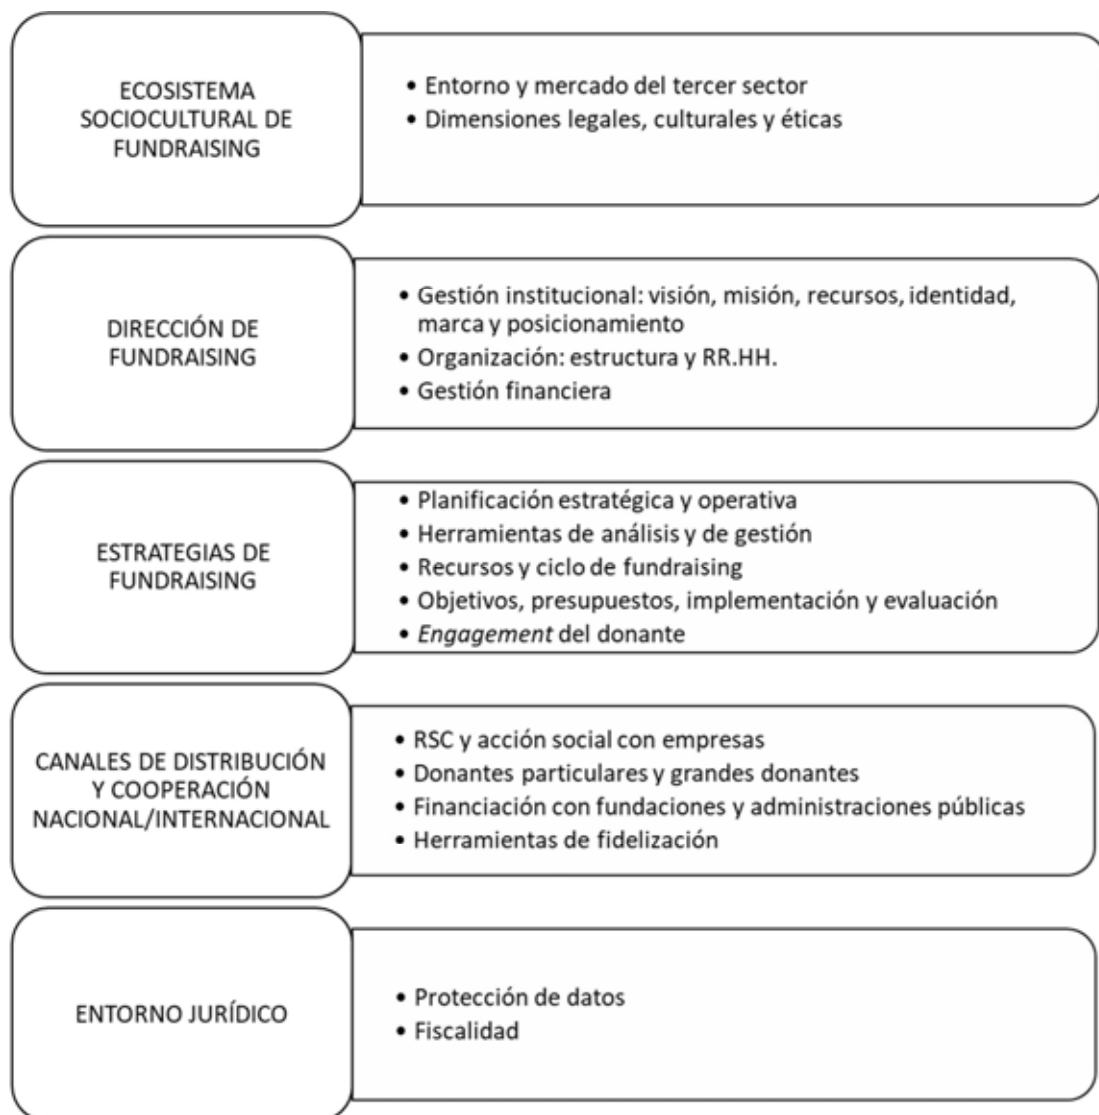 ECOSISTEMA
SOCIOCULTURAL DE
FUNDRAISING
• Entorno y mercado del tercer sector
• Dimensiones legales, culturales y éticas
DIRECCIÓN DE
FUNDRAISING
• Gestión institucional: visión, misión, recursos, identidad,
marca y posicionamiento
• Organización: estructura y RR.HH.
• Gestión financiera
ESTRATEGIAS DE
FUNDRAISING
• Planificación estratégica y operativa
• Herramientas de análisis y de gestión
• Recursos y ciclo de fundraising
• Objetivos, presupuestos, implementación y evaluación
• Engagement del donante
CANALES DE DISTRIBUCIÓN
Y COOPERACIÓN
NACIONAL/INTERNACIONAL
• RSC y acción social con empresas
• Donantes particulares y grandes donantes
• Financiación con fundaciones y administraciones públicas
• Herramientas de fidelización
ENTORNO JURÍDICO
• Protección de datos
• Fiscalidad